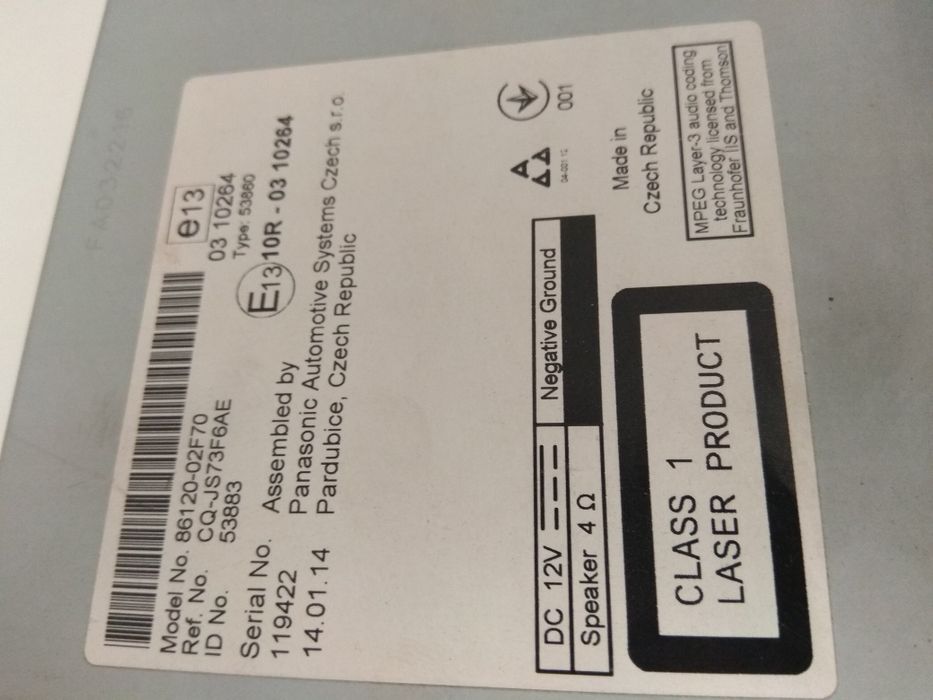 F4032216
e13
03 10264
Type: 53860
E13 10R - 03 10264
Model No. 86120-02F70
Ref. No. CQ-JS73F6AE
ID No. 53883
Serial No.
119422
14.01.14
Assembled by
Panasonic Automotive Systems Czech s.r.o.
Pardubice, Czech Republic
DC 12V
Negative Ground
Speaker 4 Ω
001
Made in
Czech Republic
CLASS 1
LASER PRODUCT
MPEG Layer-3 audio coding
technology licensed from
Fraunhofer IIS and Thomson